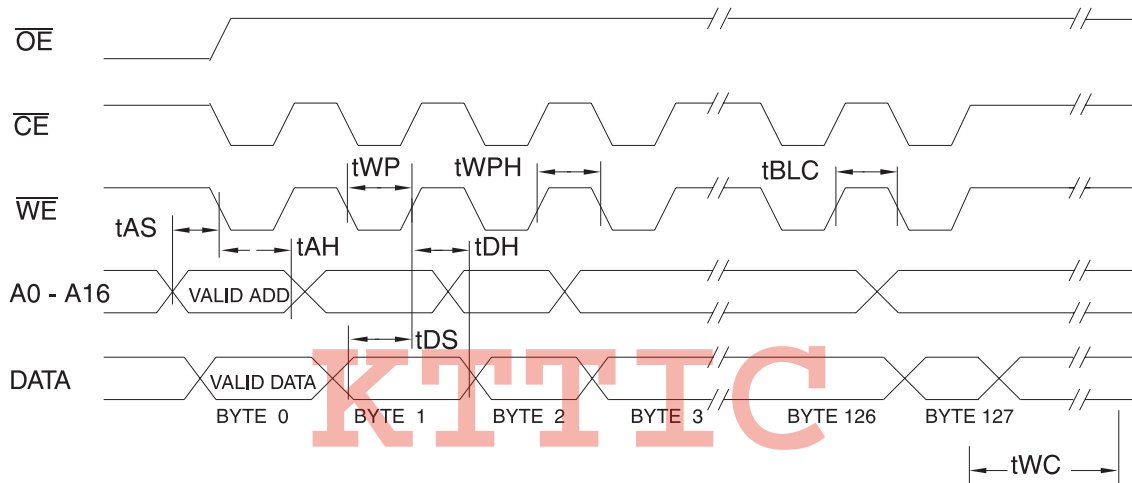 OE
CE
tWP
tWPH
tBLC
WE
tAS
tAH
tDH
A0 - A16
VALID ADD
tDS
DATA
VALID DATA
BYTE 0
BYTE 1
BYTE 2
BYTE 3
BYTE 126
BYTE 127
KTTIC
tWC